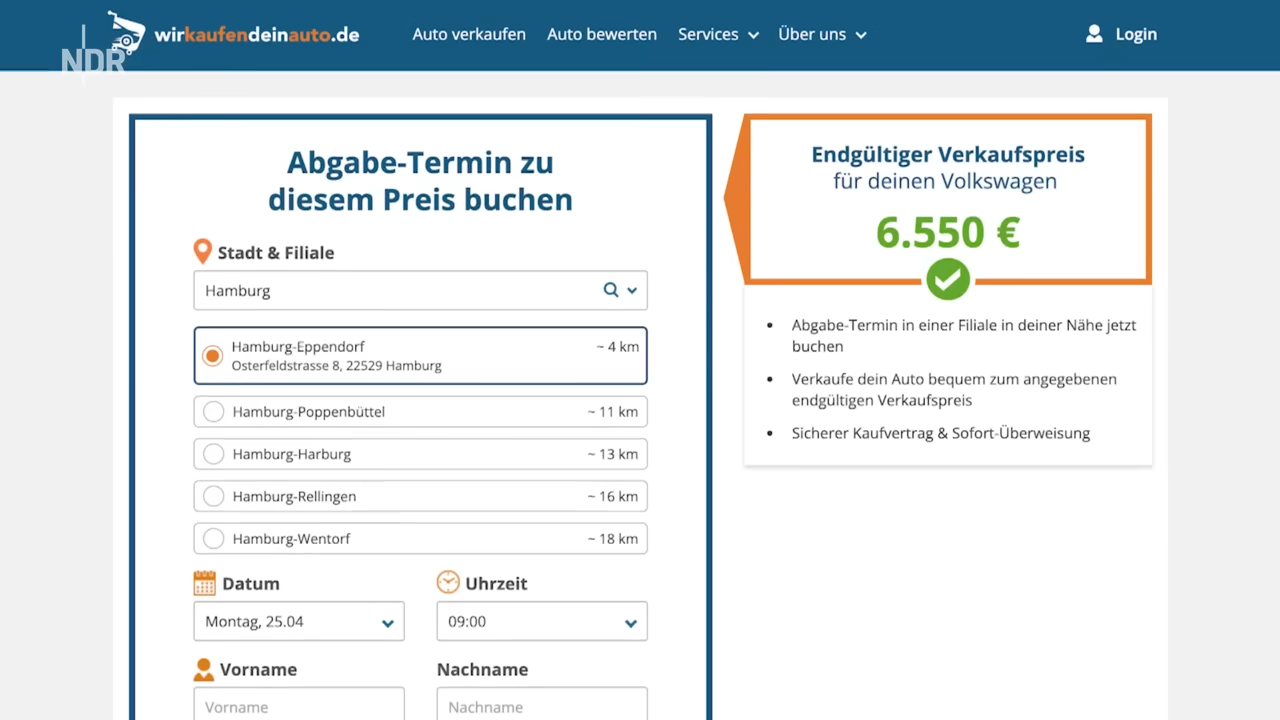 wirkaufendeinauto.de
Auto verkaufen
Auto bewerten
Services
Über uns
Login
NDR
Abgabe-Termin zu
diesem Preis buchen
Stadt & Filiale
Hamburg
Hamburg-Eppendorf ~ 4 km
Osterfeldstrasse 8, 22529 Hamburg
Hamburg-Poppenbüttel ~ 11 km
Hamburg-Harburg ~ 13 km
Hamburg-Rellingen ~ 16 km
Hamburg-Wentorf ~ 18 km
Datum
Uhrzeit
Montag, 25.04
09:00
Vorname
Nachname
Vorname
Nachname
Endgültiger Verkaufspreis
für deinen Volkswagen
6.550 €
• Abgabe-Termin in einer Filiale in deiner Nähe jetzt
buchen
• Verkaufe dein Auto bequem zum angegebenen
endgültigen Verkaufspreis
• Sicherer Kaufvertrag & Sofort-Überweisung